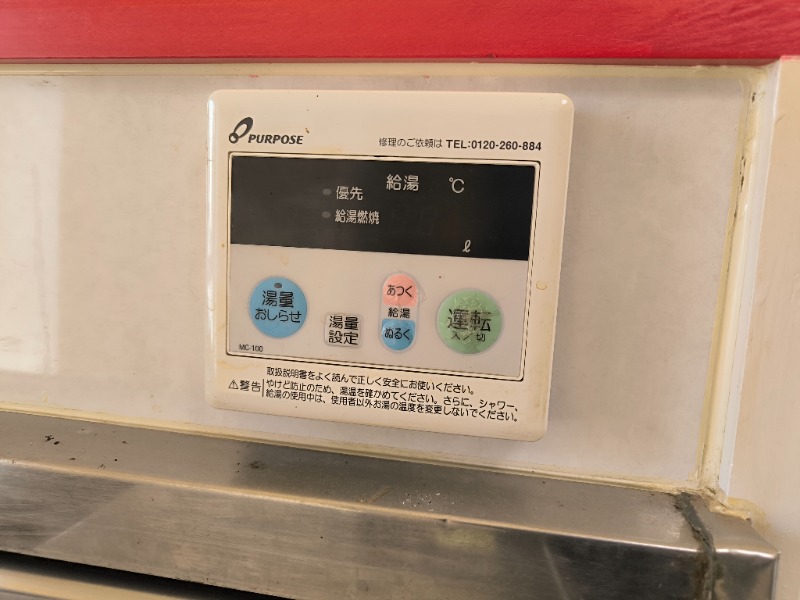 PURPOSE
修理のご依頼は TEL:0120-260-884
給湯 ℃
優先
給湯燃焼
ℓ
湯量
おしらせ
湯量
設定
あつく
給湯
ぬるく
運転
入/切
MC-100
⚠警告
取扱説明書をよく読んで正しく安全にお使いください。
やけど防止のため、湯温を確かめてください。さらに、シャワー、
給湯の使用中は、使用者以外お湯の温度を変更しないでください。